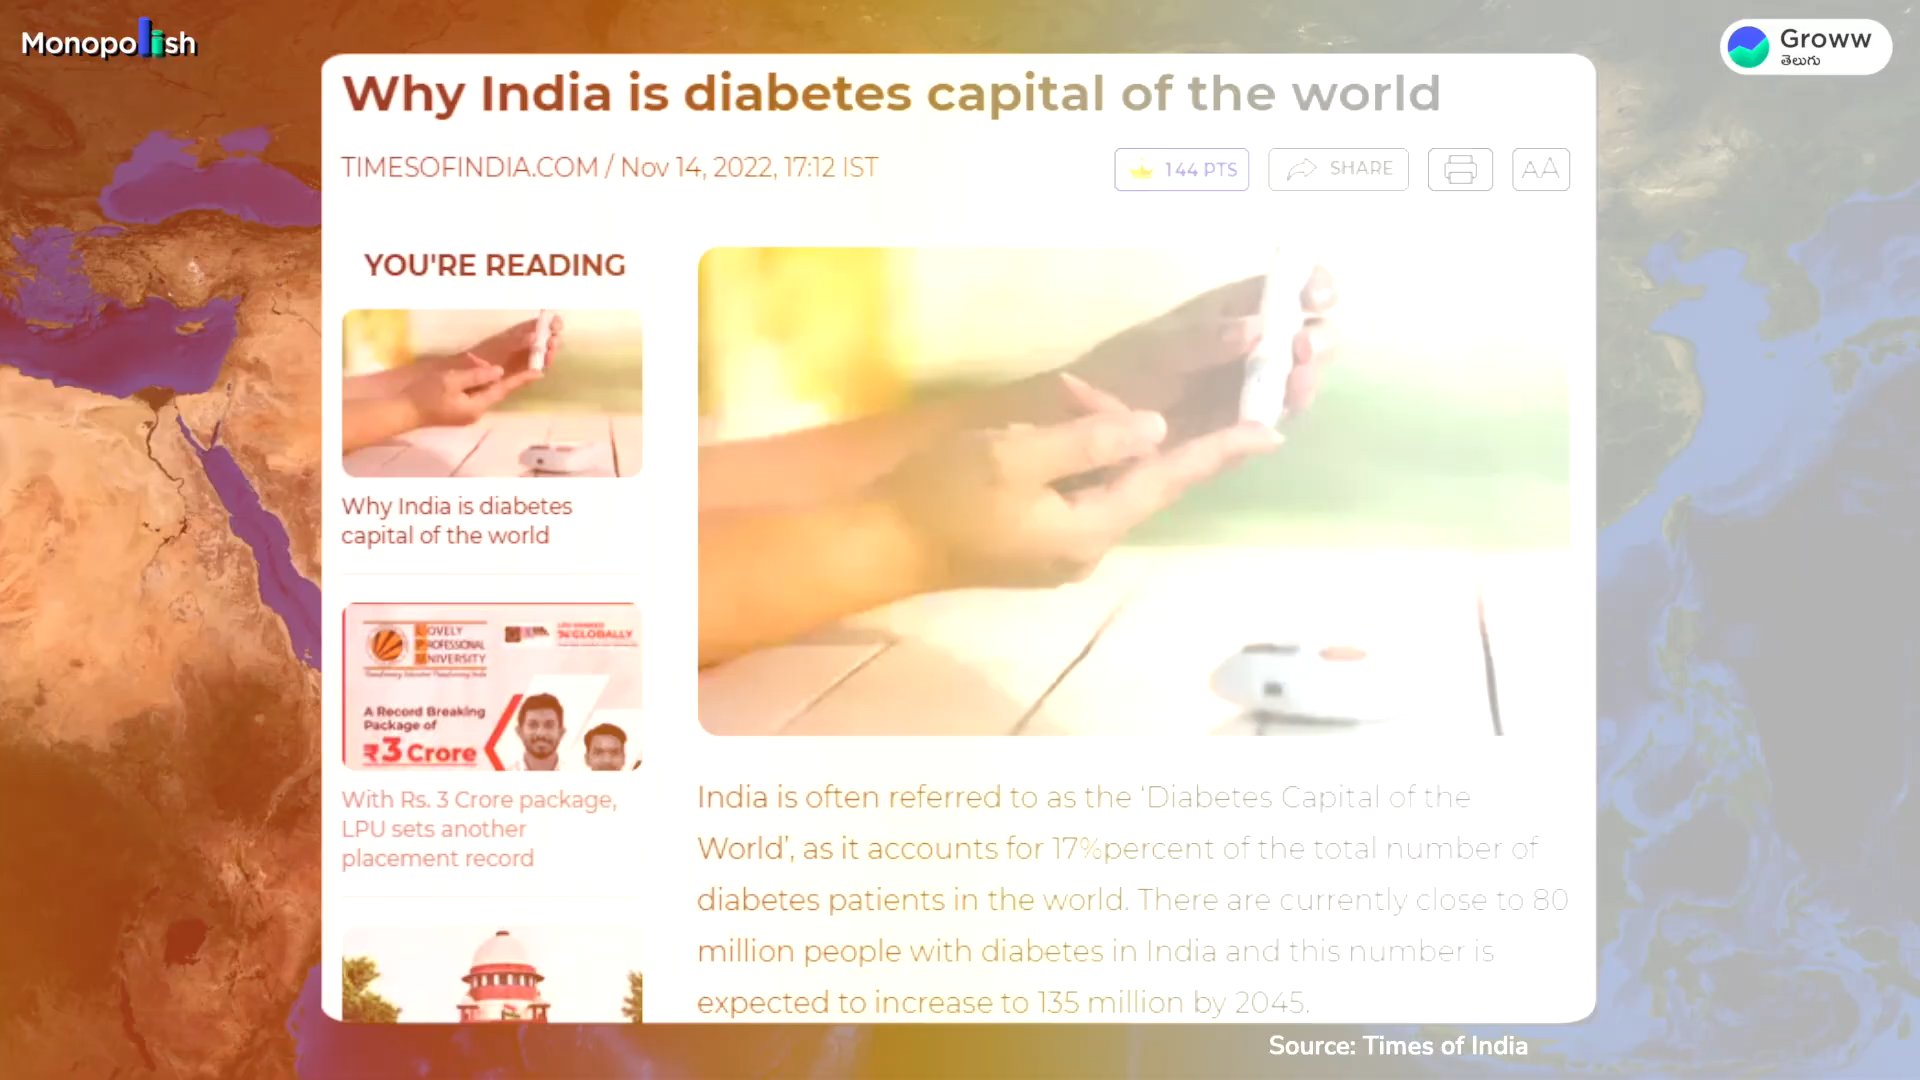 Monopolish
Groww
తెలుగు
Why India is diabetes capital of the world
TIMESOFINDIA.COM / Nov 14, 2022, 17:12 IST
144 PTS
SHARE
AA
YOU'RE READING
Why India is diabetes
capital of the world
LOVELY
PROFESSIONAL
UNIVERSITY
GLOBALLY
A Record Breaking
Package of
₹3 Crore
With Rs. 3 Crore package,
LPU sets another
placement record
India is often referred to as the ‘Diabetes Capital of the
World’, as it accounts for 17%percent of the total number of
diabetes patients in the world. There are currently close to 80
million people with diabetes in India and this number is
expected to increase to 135 million by 2045.
Source: Times of India